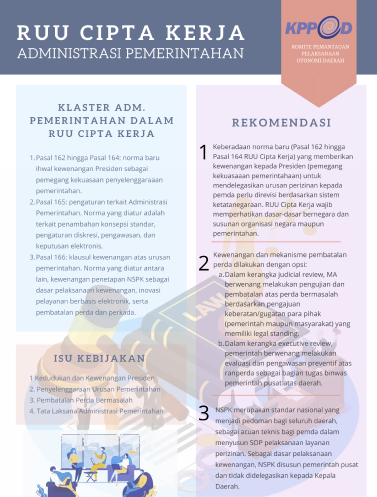 RUU CIPTA KERJA
ADMINISTRASI PEMERINTAHAN
KPPOD
KOMITE PEMANTAUAN
PELAKSANAAN
OTONOMI DAERAH
KLASTER ADM.
PEMERINTAHAN DALAM
RUU CIPTA KERJA
1. Pasal 162 hingga Pasal 164: norma baru
ihwal kewenangan Presiden sebagai
pemegang kekuasaan penyelenggaraaan
pemerintahan.
2. Pasal 165: pengaturan terkait Administrasi
Pemerintahan. Norma yang diatur adalah
terkait penambahan konsepsi standar,
pengaturan diskresi, pengawasan, dan
keputusan elektronis.
3. Pasal 166: klausul kewenangan atas urusan
pemerintahan. Norma yang diatur antara
lain, kewenangan penetapan NSPK sebagai
dasar pelaksanaan kewenangan, inovasi
pelayanan berbasis elektronik, serta
pembatalan perda dan perkada.
ISU KEBIJAKAN
1 Kedudukan dan Kewenangan Presiden
2. Penyelenggaraan Urusan Pemerintahan
3. Pembatalan Perda Bermasalah
4. Tata Laksana Administrasi Pemerintahan
REKOMENDASI
1 Keberadaan norma baru (Pasal 162 hingga
Pasal 164 RUU Cipta Kerja) yang memberikan
kewenangan kepada Presiden (pemegang
kekuasaaan pemerintahaan) untuk
mendelegasikan urusan perizinan kepada
pemda perlu direvisi berdasarkan sistem
ketatanegaraan. RUU Cipta Kerja wajib
memperhatikan dasar-dasar bernegara dan
susunan organisasi negara maupun
pemerintahan.
2 Kewenangan dan mekanisme pembatalan
perda dilakukan dengan opsi:
a. Dalam kerangka judicial review, MA
berwenang melakukan pengujian dan
pembatalan atas perda bermasalah
berdasarkan pengajuan
keberatan/gugatan para pihak
(pemerintah maupun masyarakat) yang
memiliki legal standing.
b. Dalam kerangka executive review,
pemerintah berwenang melakukan
evaluasi dan pengawasan preventif atas
ranperda sebagai bagian tugas binwas
pemerintah pusat atas daerah.
3 NSPK merupakan standar nasional yang
menjadi pedoman bagi seluruh daerah,
sebagai acuan teknis bagi pemda dalam
menyusun SOP pelaksanaan layanan
perizinan. Sebagai dasar pelaksanaan
kewenangan, NSPK disusun pemerintah pusat
dan tidak didelegasikan kepada Kepala
Daerah.